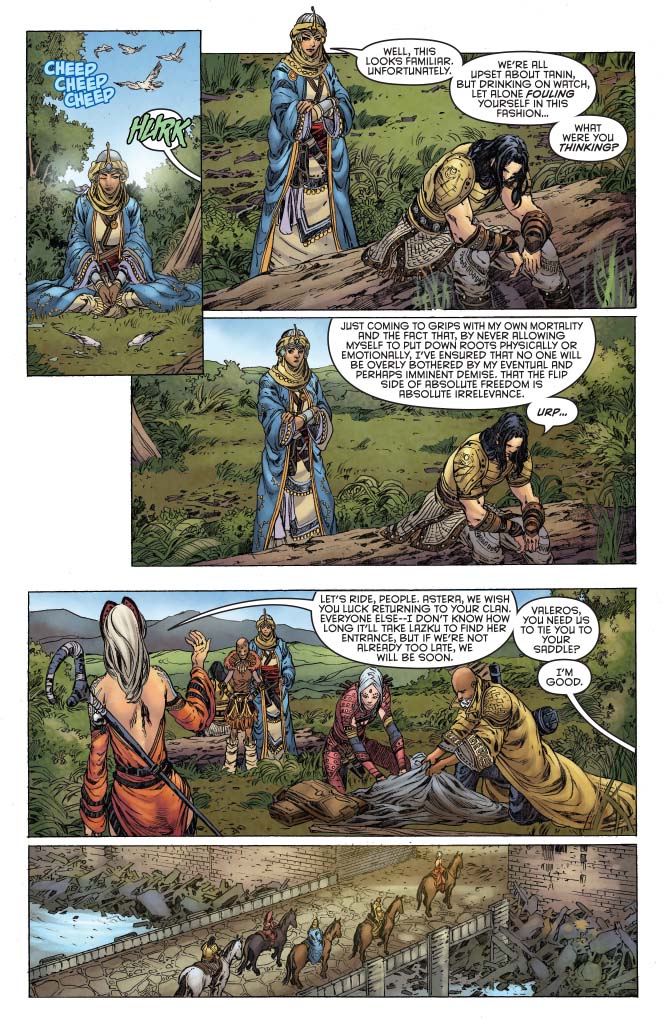 CHEEP
CHEEP
CHEEP
HURK
WELL, THIS
LOOKS FAMILIAR.
UNFORTUNATELY.
WE'RE ALL
UPSET ABOUT TANIN,
BUT DRINKING ON WATCH,
LET ALONE FOULING
YOURSELF IN THIS
FASHION...
WHAT
WERE YOU
THINKING?
JUST COMING TO GRIPS WITH MY OWN MORTALITY
AND THE FACT THAT, BY NEVER ALLOWING
MYSELF TO PUT DOWN ROOTS PHYSICALLY OR
EMOTIONALLY, I'VE ENSURED THAT NO ONE WILL
BE OVERLY BOTHERED BY MY EVENTUAL AND
PERHAPS IMMINENT DEMISE. THAT THE FLIP
SIDE OF ABSOLUTE FREEDOM IS
ABSOLUTE IRRELEVANCE.
URP...
LET'S RIDE, PEOPLE. ASTERA, WE WISH
YOU LUCK RETURNNG TO YOUR CLAN.
EVERYONE ELSE--I DON'T KNOW HOW
LONG IT'LL TAKE LAZKU TO FIND HER
ENTRANCE, BUT IF WE'RE NOT
ALREADY TOO LATE, WE
WILL BE SOON.
VALEROS,
YOU NEED US
TO TIE YOU TO
YOUR
SADDLE?
I'M
GOOD.